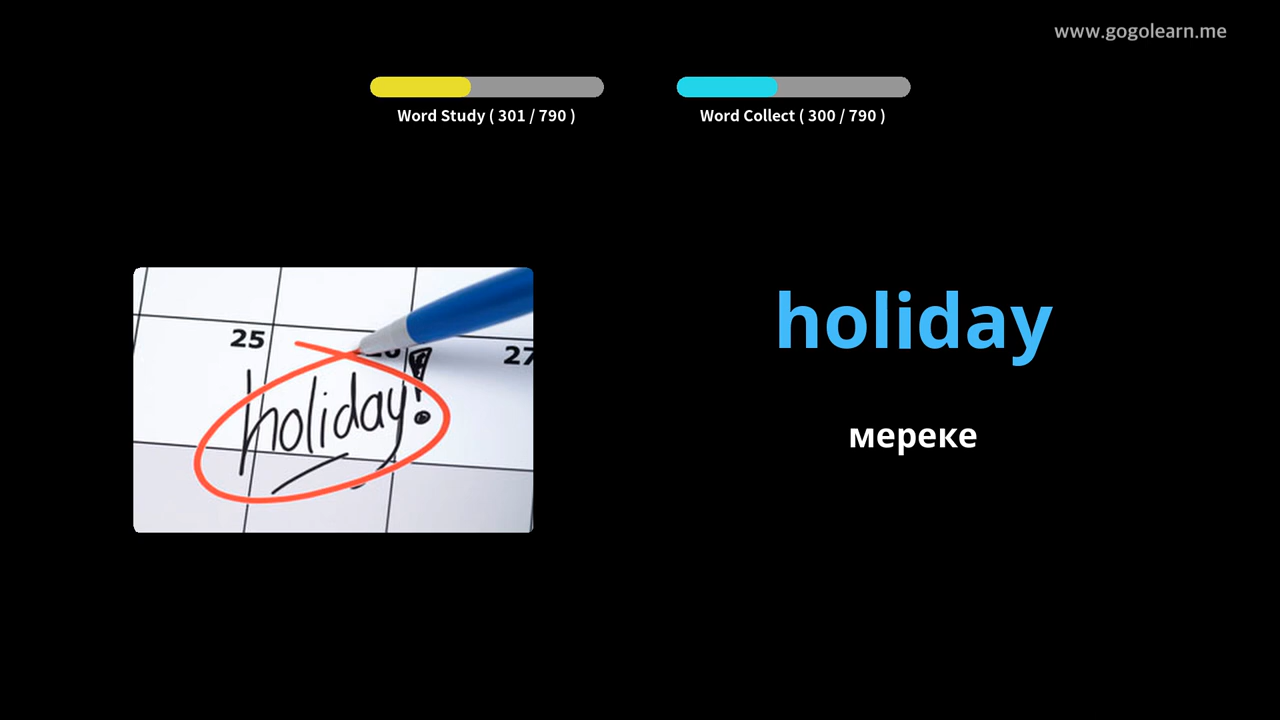 www.gogolearn.me
Word Study ( 301 / 790 )
Word Collect ( 300 / 790 )
25
27
holiday!
holiday
мереке